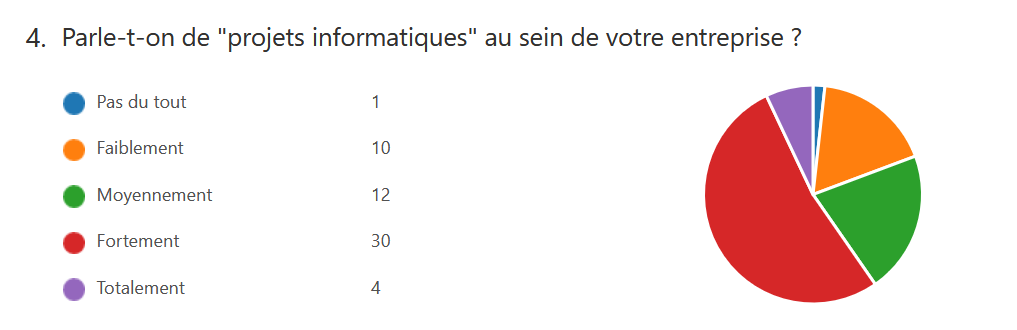 4. Parle-t-on de "projets informatiques" au sein de votre entreprise ?
Pas du tout 1
Faiblement 10
Moyennement 12
Fortement 30
Totalement 4